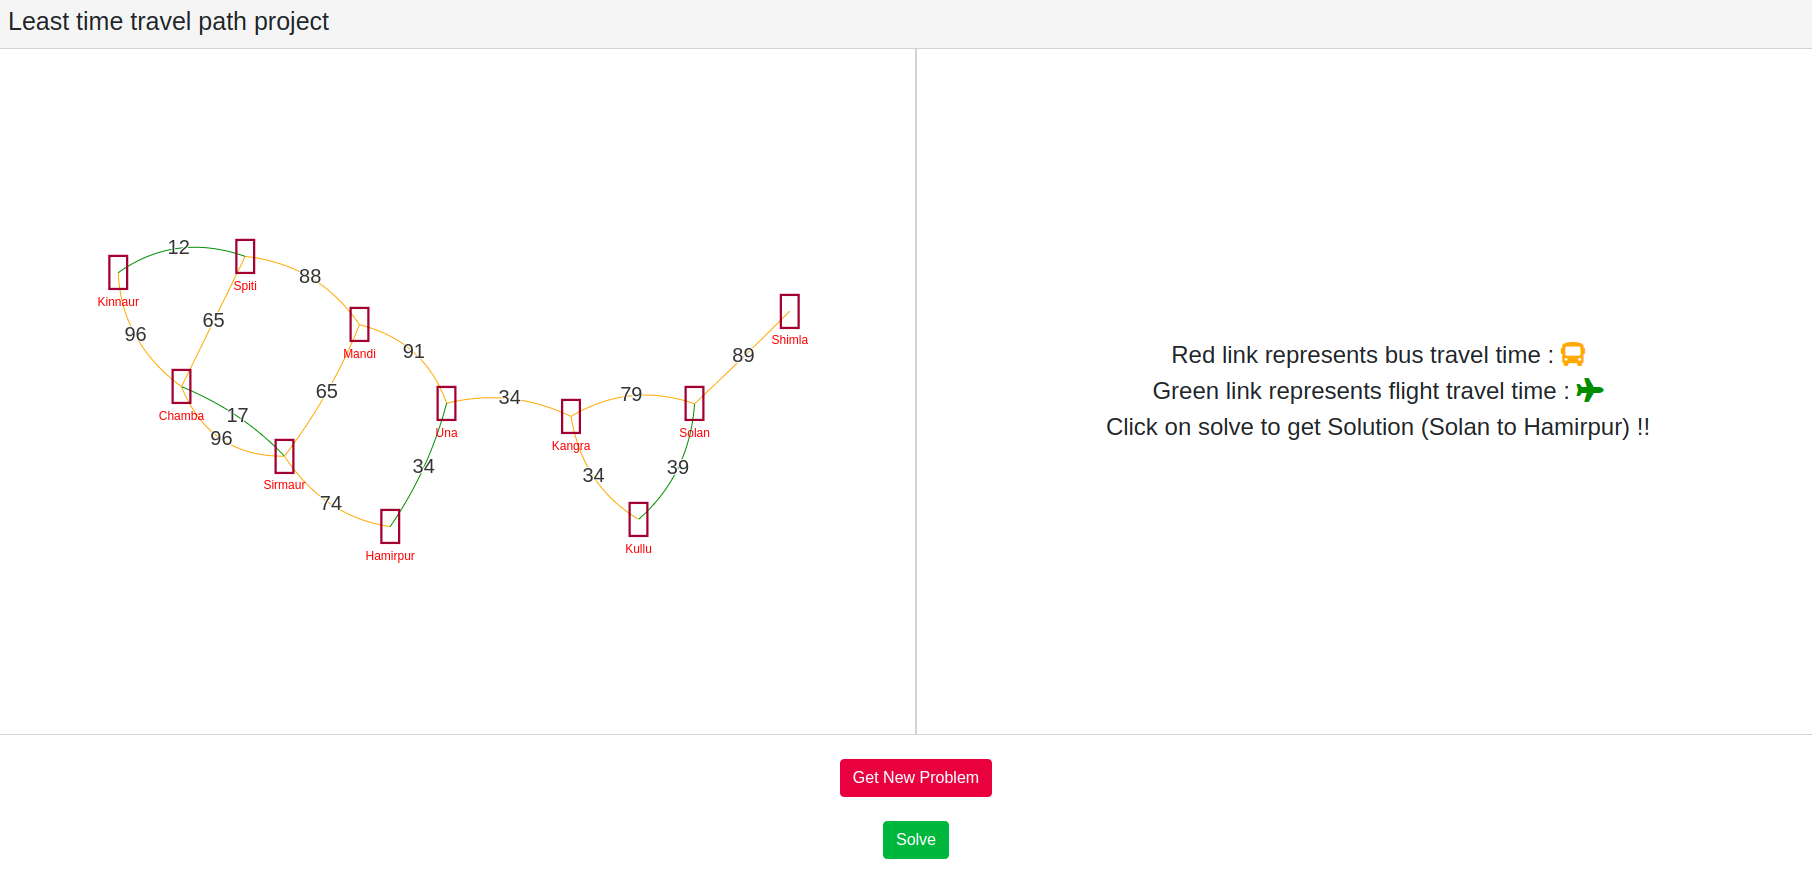 Least time travel path project
12
Kinnaur
Spiti
88
65
96
Mandi
91
Shimla
89
Chamba
17
96
65
Una
34
Kangra
79
Solan
Sirmaur
74
34
34
39
Hamirpur
Kullu
Red link represents bus travel time :
Green link represents flight travel time :
Click on solve to get Solution (Solan to Hamirpur) !!
Get New Problem
Solve